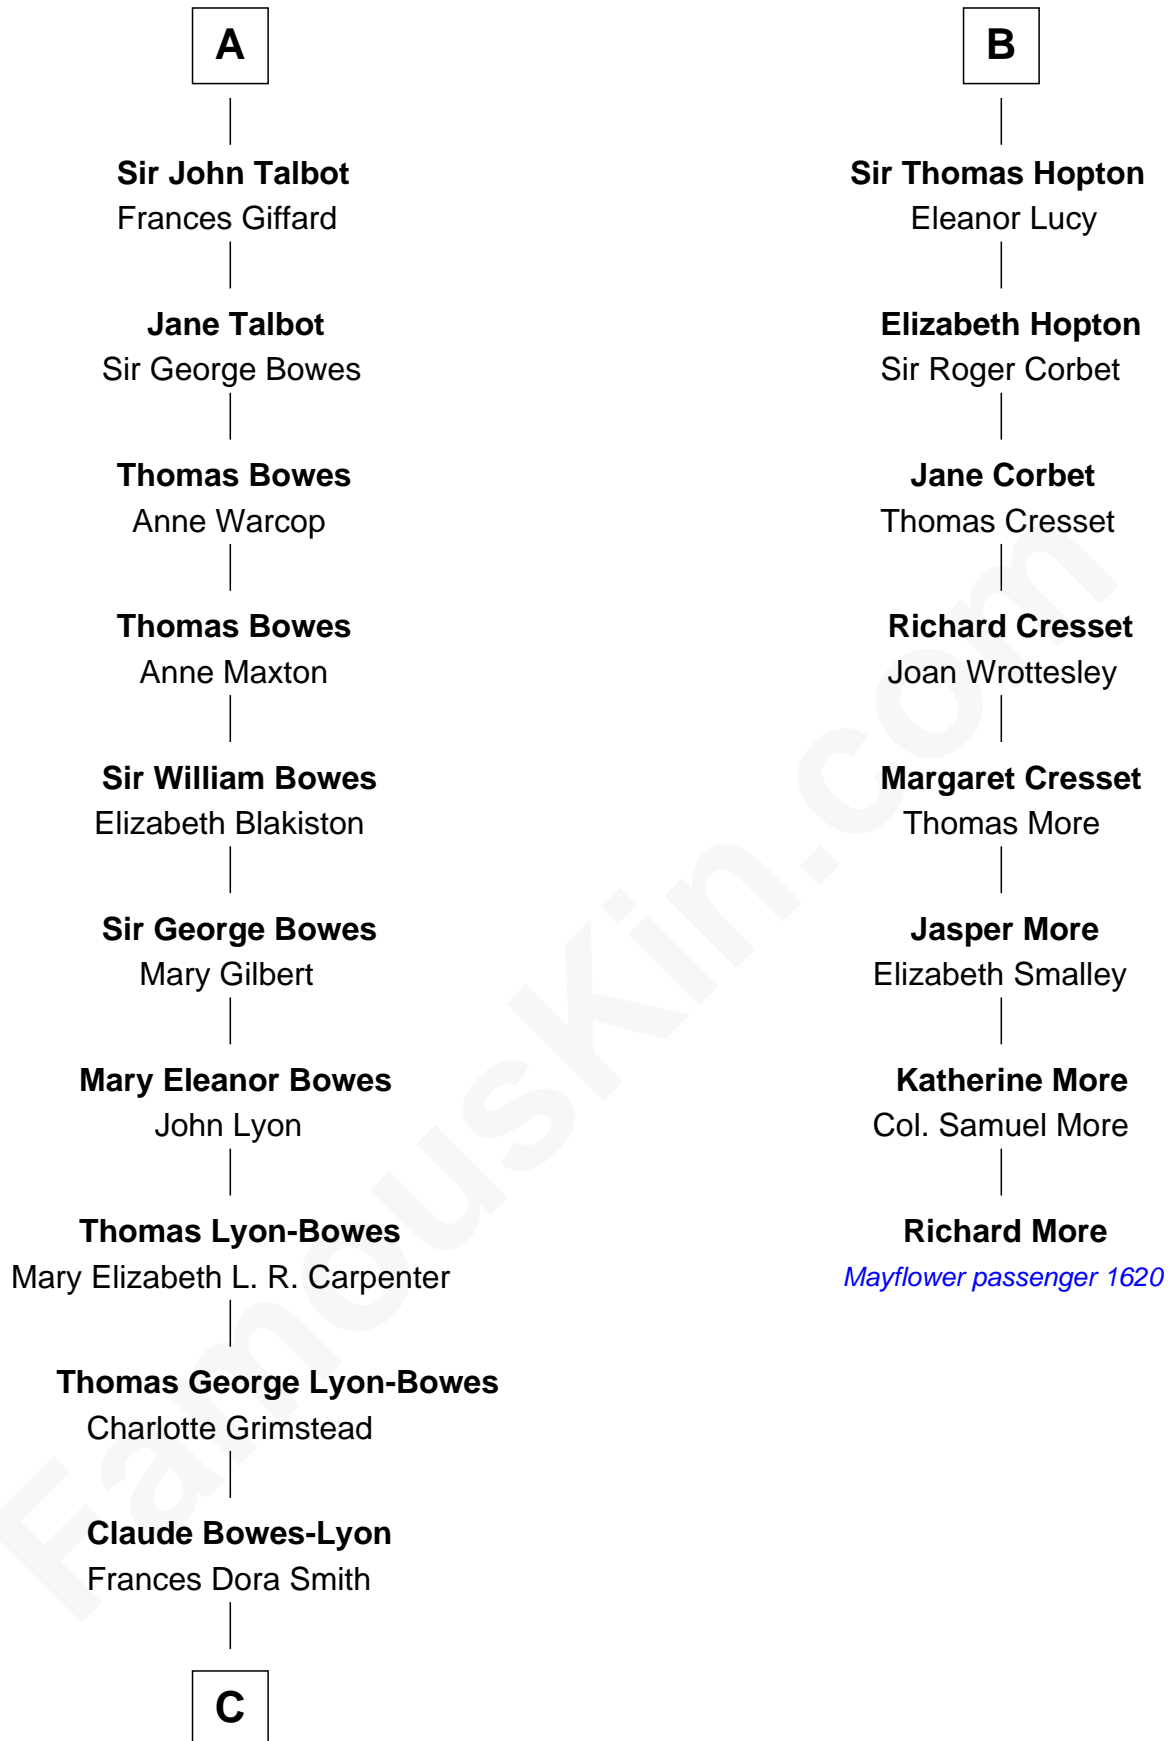 A
Sir John Talbot
Frances Giffard
Jane Talbot
Sir George Bowes
Thomas Bowes
Anne Warcop
Thomas Bowes
Anne Maxton
Sir William Bowes
Elizabeth Blakiston
Sir George Bowes
Mary Gilbert
Mary Eleanor Bowes
John Lyon
Thomas Lyon-Bowes
Mary Elizabeth L. R. Carpenter
Thomas George Lyon-Bowes
Charlotte Grimstead
Claude Bowes-Lyon
Frances Dora Smith
C
B
Sir Thomas Hopton
Eleanor Lucy
Elizabeth Hopton
Sir Roger Corbet
Jane Corbet
Thomas Cresset
Richard Cresset
Joan Wrottesley
Margaret Cresset
Thomas More
Jasper More
Elizabeth Smalley
Katherine More
Col. Samuel More
Richard More
Mayflower passenger 1620
FamousKin.com